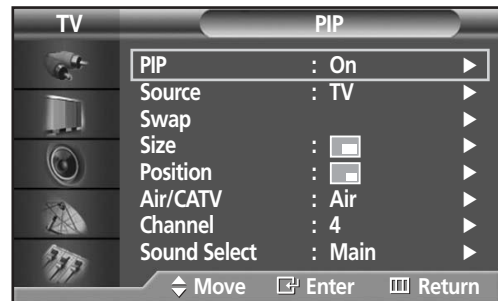 TV PIP
PIP : On ▶
Source : TV ▶
Swap ▶
Size : ▶
Position : ▶
Air/CATV : Air ▶
Channel : 4 ▶
Sound Select : Main ▶
Move Enter Return